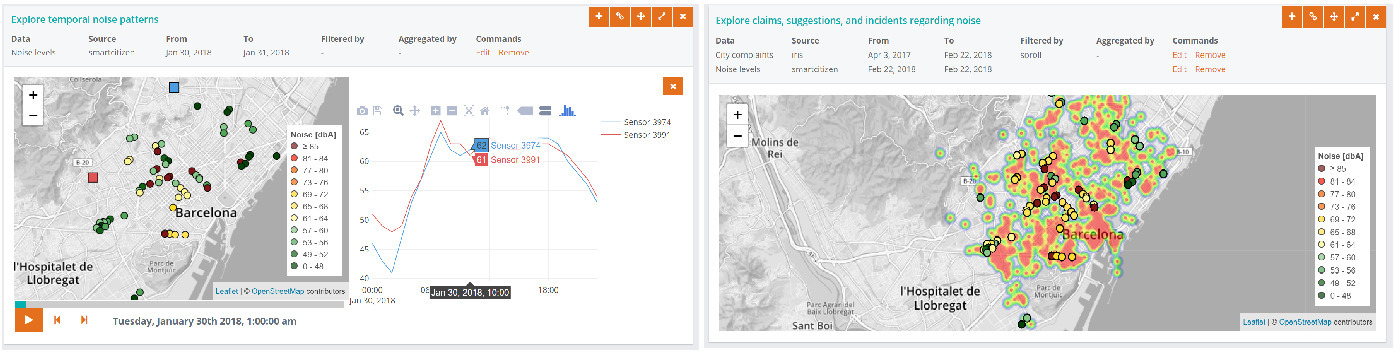 Explore temporal noise patterns
Data Source From To Filtered by Aggregated by Commands
Noise levels smartcitizen Jan 30, 2018 Jan 31, 2018 - - Edit Remove
+
−
Collserola
B-20
Barcelona
Parc de
Montjuïc
l'Hospitalet de
Llobregat
Noise [dbA]
≥ 85
81 - 84
77 - 80
73 - 76
69 - 72
65 - 68
61 - 64
57 - 60
53 - 56
49 - 52
0 - 48
Leaflet | © OpenStreetMap contributors
Sensor 3974
Sensor 3991
65
60
55
50
45
40
62 Sensor 3974
61 Sensor 3991
00:00
Jan 30, 2018
Jan 30, 2018, 10:00
18:00
Tuesday, January 30th 2018, 1:00:00 am
Explore claims, suggestions, and incidents regarding noise
Data Source From To Filtered by Aggregated by Commands
City complaints iris Apr 3, 2017 Feb 22, 2018 soroll - Edit Remove
Noise levels smartcitizen Feb 22, 2018 Feb 22, 2018 Edit Remove
+
−
Molins de
Rei
B-20
B-10
Barcelona
Parc de
Montjuïc
l'Hospitalet de
Llobregat
Parc Agrari del
Baix Llobregat
Sant Boi
Noise [dbA]
> 85
81 - 84
77 - 80
73 - 76
69 - 72
65 - 68
61 - 64
57 - 60
53 - 56
49 - 52
0 - 48
Leaflet | © OpenStreetMap contributors